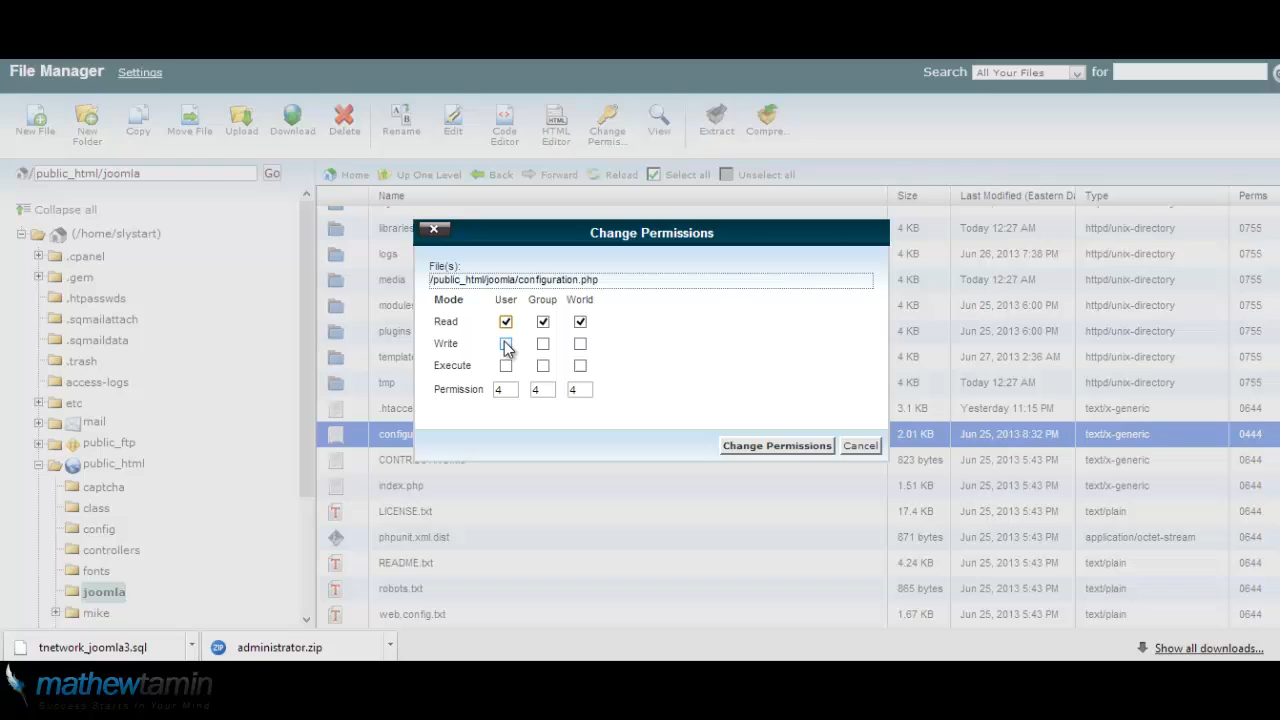 File Manager Settings Search All Your Files for
New File New Folder Copy Move File Upload Download Delete Rename Edit Code Editor HTML Editor Change Permis... View Extract Compre...
/public_html/joomla Go Home Up One Level Back Forward Reload Select all Unselect all
Name Size Last Modified (Eastern Da Type Perms
Collapse all
(/home/slystart)
.cpanel
.gem
.htpasswds
.sqmailattach
.sqmaildata
.trash
access-logs
etc
mail
public_ftp
public_html
captcha
class
config
controllers
fonts
joomla
mike
libraries 4 KB Today 12:27 AM httpd/unix-directory 0755
logs 4 KB Jun 26, 2013 7:38 PM httpd/unix-directory 0755
media 4 KB Today 12:27 AM httpd/unix-directory 0755
modules 4 KB Jun 25, 2013 6:00 PM httpd/unix-directory 0755
plugins 4 KB Jun 25, 2013 6:00 PM httpd/unix-directory 0755
templat 4 KB Jun 27, 2013 2:36 AM httpd/unix-directory 0755
tmp 4 KB Today 12:27 AM httpd/unix-directory 0755
.htacce 3.1 KB Yesterday 11:15 PM text/x-generic 0644
configu 2.01 KB Jun 25, 2013 8:32 PM text/x-generic 0444
823 bytes Jun 25, 2013 5:43 PM text/x-generic 0644
index.php 1.51 KB Jun 25, 2013 5:43 PM text/x-generic 0644
LICENSE.txt 17.4 KB Jun 25, 2013 5:43 PM text/plain 0644
phpunit.xml.dist 871 bytes Jun 25, 2013 5:43 PM application/octet-stream 0644
README.txt 4.24 KB Jun 25, 2013 5:43 PM text/plain 0644
robots.txt 865 bytes Jun 25, 2013 5:43 PM text/plain 0644
web.config.txt 1.67 KB Jun 25, 2013 5:43 PM text/plain 0644
Change Permissions
File(s):
/public_html/joomla/configuration.php
Mode User Group World
Read
Write
Execute
Permission 4 4 4
Change Permissions Cancel
tnetwork_joomla3.sql administrator.zip Show all downloads...
mathewtamin
Success Starts In Your Mind